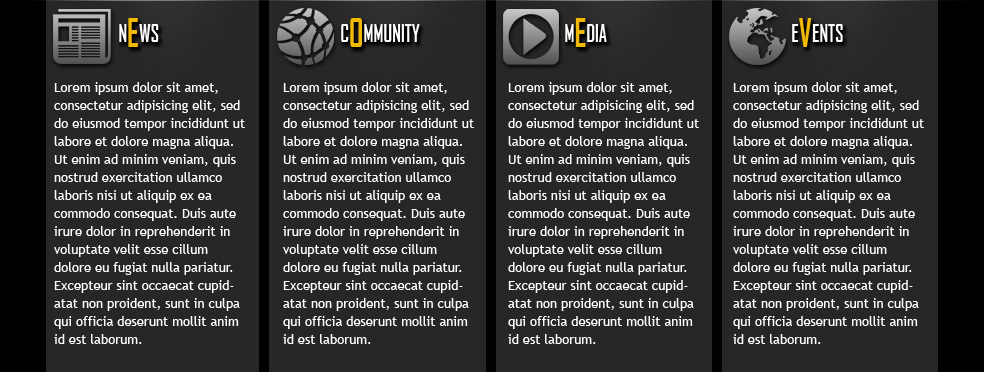 NEWS
Lorem ipsum dolor sit amet,
consectetur adipisicing elit, sed
do eiusmod tempor incididunt ut
labore et dolore magna aliqua.
Ut enim ad minim veniam, quis
nostrud exercitation ullamco
laboris nisi ut aliquip ex ea
commodo consequat. Duis aute
irure dolor in reprehenderit in
voluptate velit esse cillum
dolore eu fugiat nulla pariatur.
Excepteur sint occaecat cupid-
atat non proident, sunt in culpa
qui officia deserunt mollit anim
id est laborum.
COMMUNITY
Lorem ipsum dolor sit amet,
consectetur adipisicing elit, sed
do eiusmod tempor incididunt ut
labore et dolore magna aliqua.
Ut enim ad minim veniam, quis
nostrud exercitation ullamco
laboris nisi ut aliquip ex ea
commodo consequat. Duis aute
irure dolor in reprehenderit in
voluptate velit esse cillum
dolore eu fugiat nulla pariatur.
Excepteur sint occaecat cupid-
atat non proident, sunt in culpa
qui officia deserunt mollit anim
id est laborum.
MEDIA
Lorem ipsum dolor sit amet,
consectetur adipisicing elit, sed
do eiusmod tempor incididunt ut
labore et dolore magna aliqua.
Ut enim ad minim veniam, quis
nostrud exercitation ullamco
laboris nisi ut aliquip ex ea
commodo consequat. Duis aute
irure dolor in reprehenderit in
voluptate velit esse cillum
dolore eu fugiat nulla pariatur.
Excepteur sint occaecat cupid-
atat non proident, sunt in culpa
qui officia deserunt mollit anim
id est laborum.
EVENTS
Lorem ipsum dolor sit amet,
consectetur adipisicing elit, sed
do eiusmod tempor incididunt ut
labore et dolore magna aliqua.
Ut enim ad minim veniam, quis
nostrud exercitation ullamco
laboris nisi ut aliquip ex ea
commodo consequat. Duis aute
irure dolor in reprehenderit in
voluptate velit esse cillum
dolore eu fugiat nulla pariatur.
Excepteur sint occaecat cupid-
atat non proident, sunt in culpa
qui officia deserunt mollit anim
id est laborum.